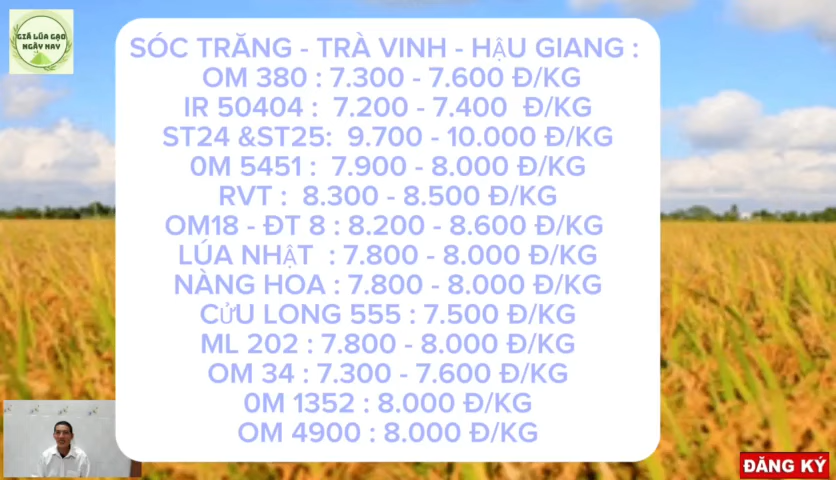 GIÁ LÚA GẠO
NGÀY NAY
SÓC TRĂNG - TRÀ VINH - HẬU GIANG :
OM 380 : 7.300 - 7.600 Đ/KG
IR 50404 : 7.200 - 7.400 Đ/KG
ST24 &ST25: 9.700 - 10.000 Đ/KG
0M 5451 : 7.900 - 8.000 Đ/KG
RVT : 8.300 - 8.500 Đ/KG
OM18 - ĐT 8 : 8.200 - 8.600 Đ/KG
LÚA NHẬT : 7.800 - 8.000 Đ/KG
NÀNG HOA : 7.800 - 8.000 Đ/KG
CỬU LONG 555 : 7.500 Đ/KG
ML 202 : 7.800 - 8.000 Đ/KG
OM 34 : 7.300 - 7.600 Đ/KG
0M 1352 : 8.000 Đ/KG
OM 4900 : 8.000 Đ/KG
ĐĂNG KÝ